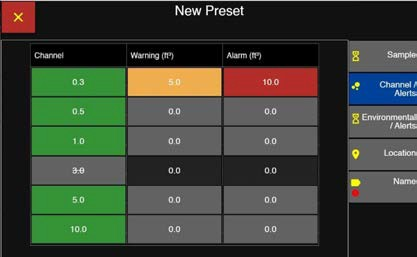 New Preset
Channel Warning (ft³) Alarm (ft³)
0.3 5.0 10.0
0.5 0.0 0.0
1.0 0.0 0.0
3.0 0.0 0.0
5.0 0.0 0.0
10.0 0.0 0.0
Sample
Channel /
Alerts
Environmental
/ Alerts
Location
Name